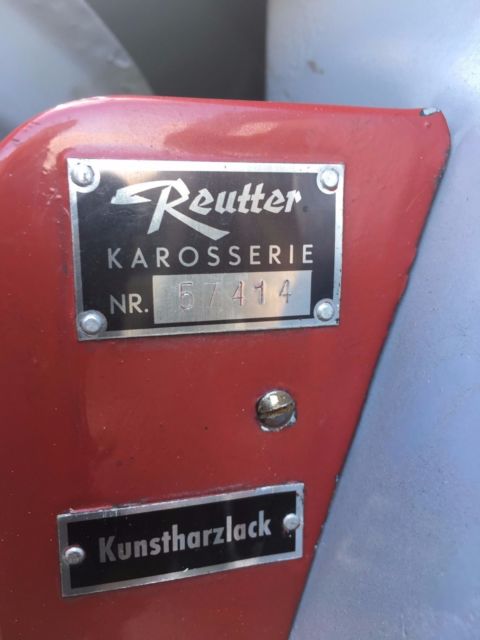 Reutter
KAROSSERIE
NR. 57414
Kunstharzlack